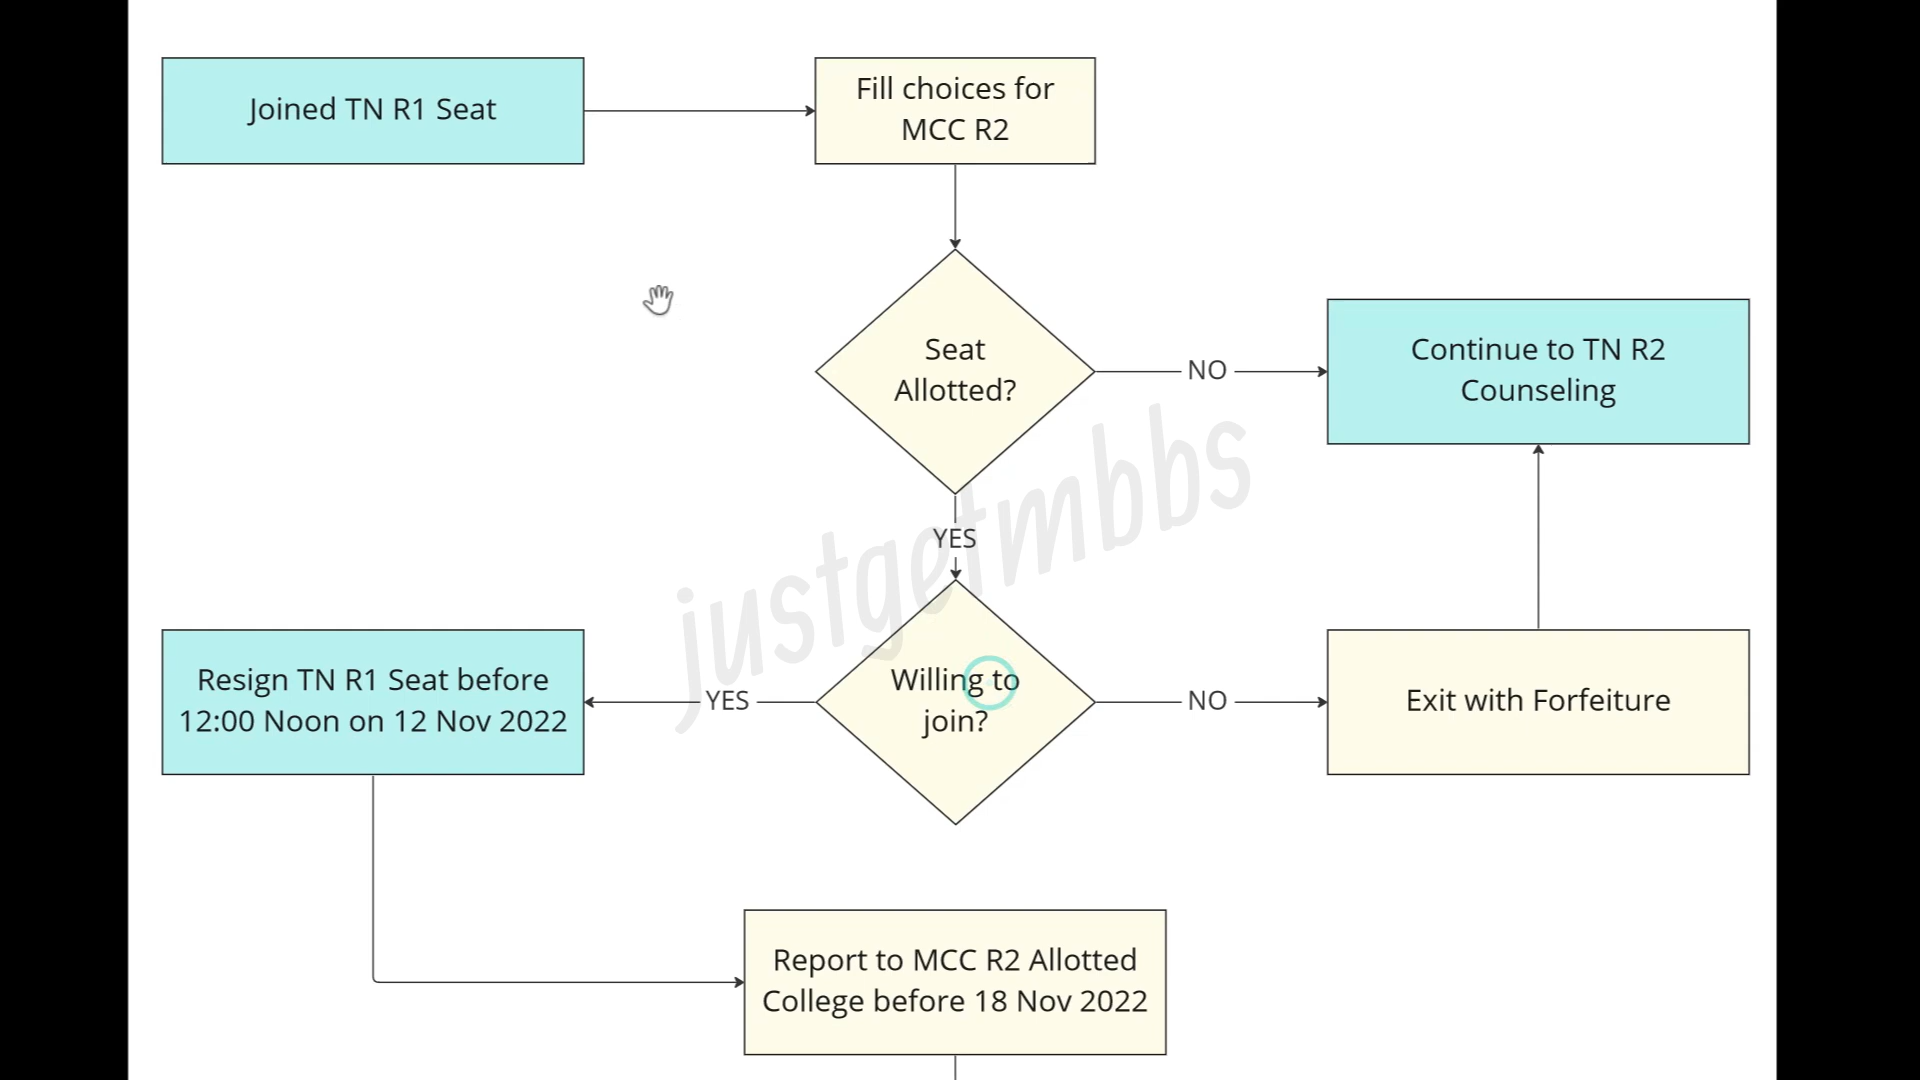 Joined TN R1 Seat
Fill choices for
MCC R2
Seat
Allotted?
NO
Continue to TN R2
Counseling
YES
justgetmbbs
Resign TN R1 Seat before
12:00 Noon on 12 Nov 2022
YES
Willing to
join?
NO
Exit with Forfeiture
Report to MCC R2 Allotted
College before 18 Nov 2022